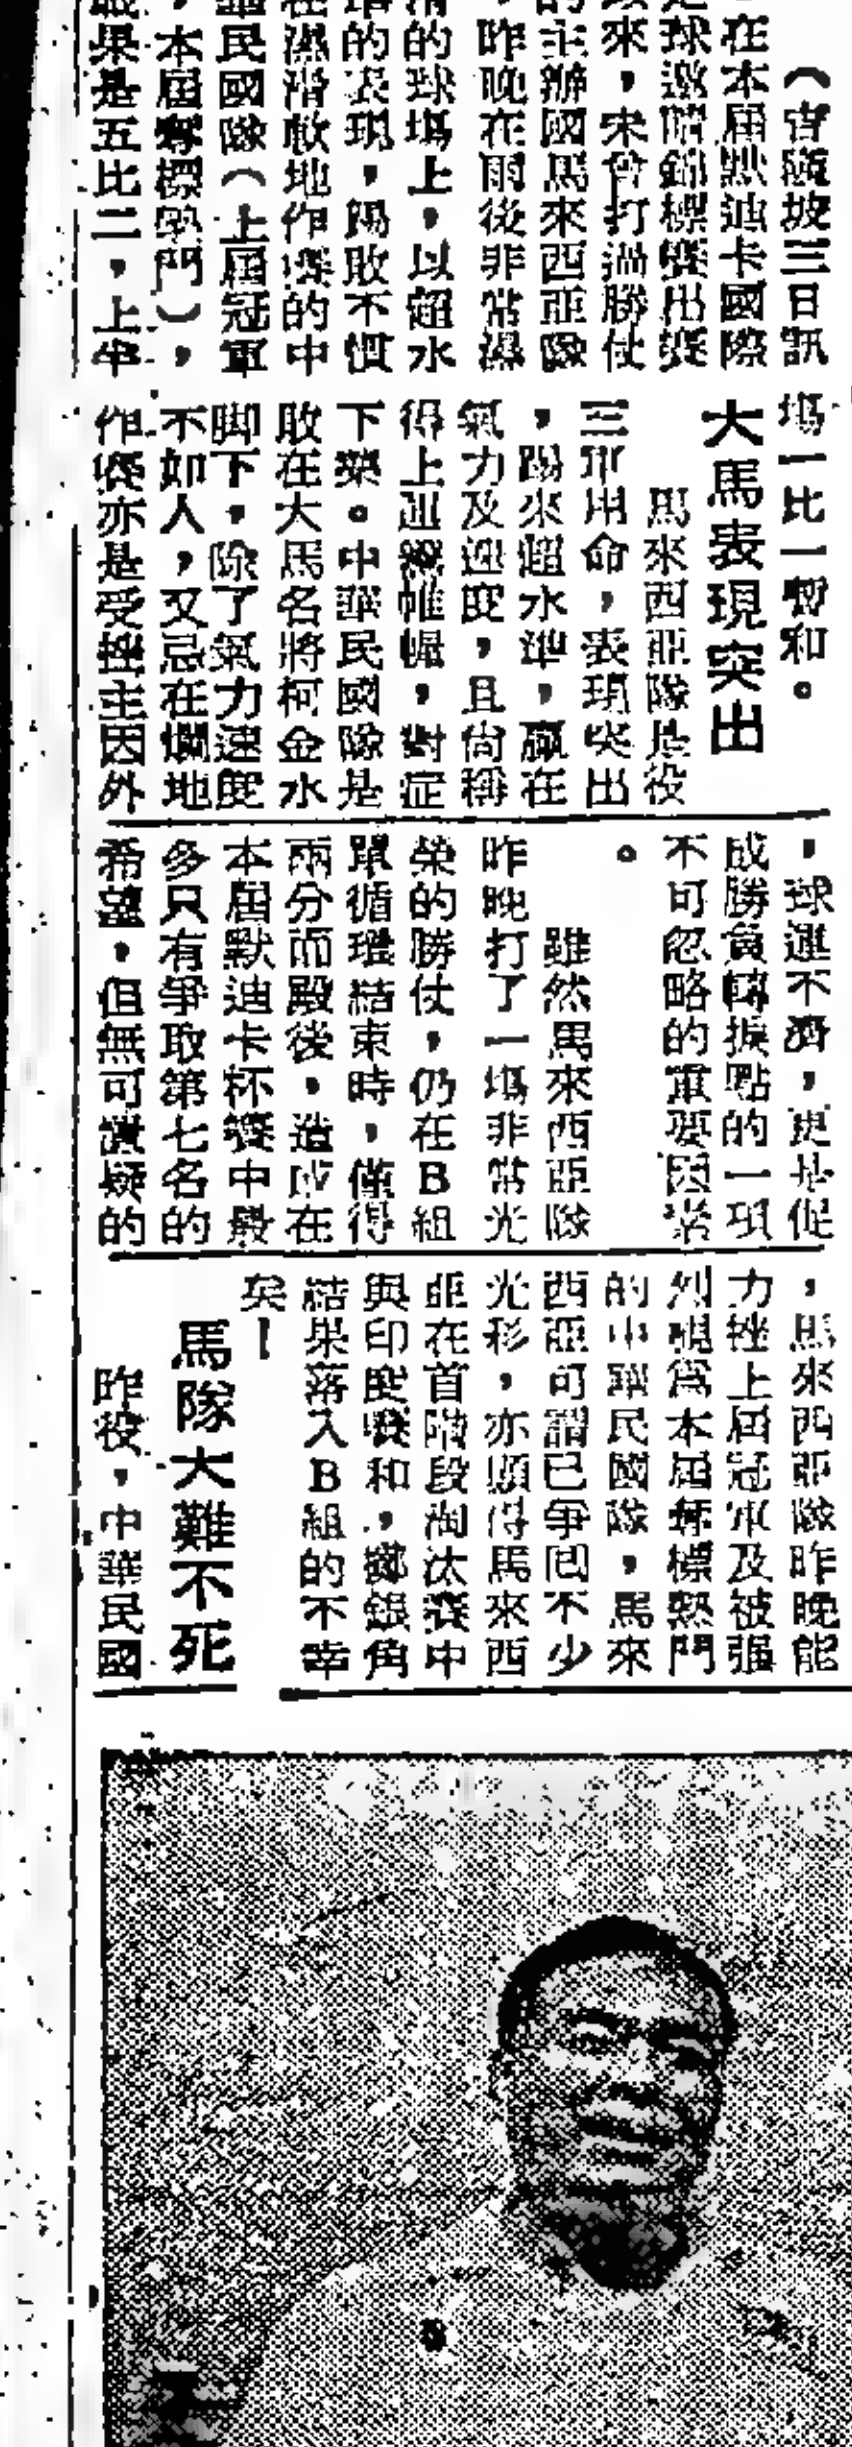 （吉隆坡三日訊
在本屆默迪卡國際
足球邀請錦標賽出賽
以來，未曾打過勝仗
的主辦國馬來西亞隊
，昨晚在雨後非常濕
滑的球場上，以超水
的表現，踢敗不慣
在濕滑軟地作賽的中
華民國隊（上屆冠軍
，本屆奪標熱門），
結果是五比二，上半
場一比一暫和。
大馬表現突出
馬來西亞隊是役
三軍用命，表現突出
，踢來超水準，贏在
氣力及速度，且尚稱
得上運籌帷幄，對症
下藥。中華民國隊是
敗在大馬名將柯金水
脚下，除了氣力速度
不如人，又忌在爛地
作賽亦是受挫主因外
，球運不濟，更是促
成勝負轉捩點的一項
不可忽略的重要因素
。
雖然馬來西亞隊
昨晚打了一場非常光
榮的勝仗，仍在B組
單循環結束時，僅得
兩分而殿後，造成在
本屆默迪卡杯賽中最
多只有爭取第七名的
希望，但無可置疑的
，馬來西亞隊昨晚能
力挫上屆冠軍及被強
烈視爲本屆奪標熱門
的中華民國隊，馬來
西亞可謂已爭回不少
光彩，亦顯得馬來西
亞在首階段淘汰賽中
與印度賽和，擲銀角
結果落入B組的不幸
矣！
馬隊大難不死
昨役，中華民國